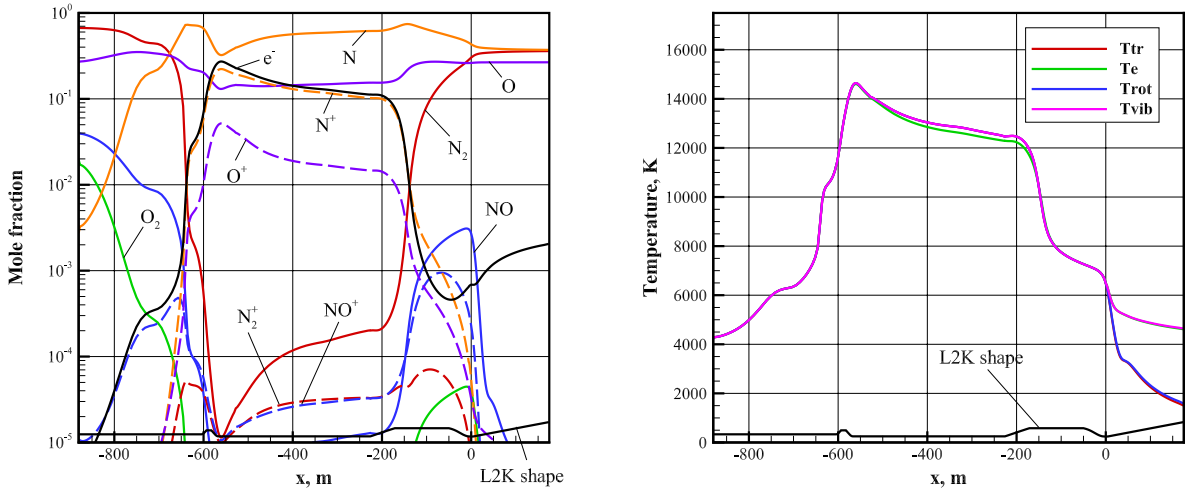 Mole fraction
10⁰
10⁻¹
10⁻²
10⁻³
10⁻⁴
10⁻⁵
-800
-600
-400
-200
0
x, m
e⁻
N
O
N⁺
N₂
O⁺
O₂
NO
N₂⁺
NO⁺
L2K shape
Temperature, K
16000
14000
12000
10000
8000
6000
4000
2000
0
-800
-600
-400
-200
0
x, m
Ttr
Te
Trot
Tvib
L2K shape